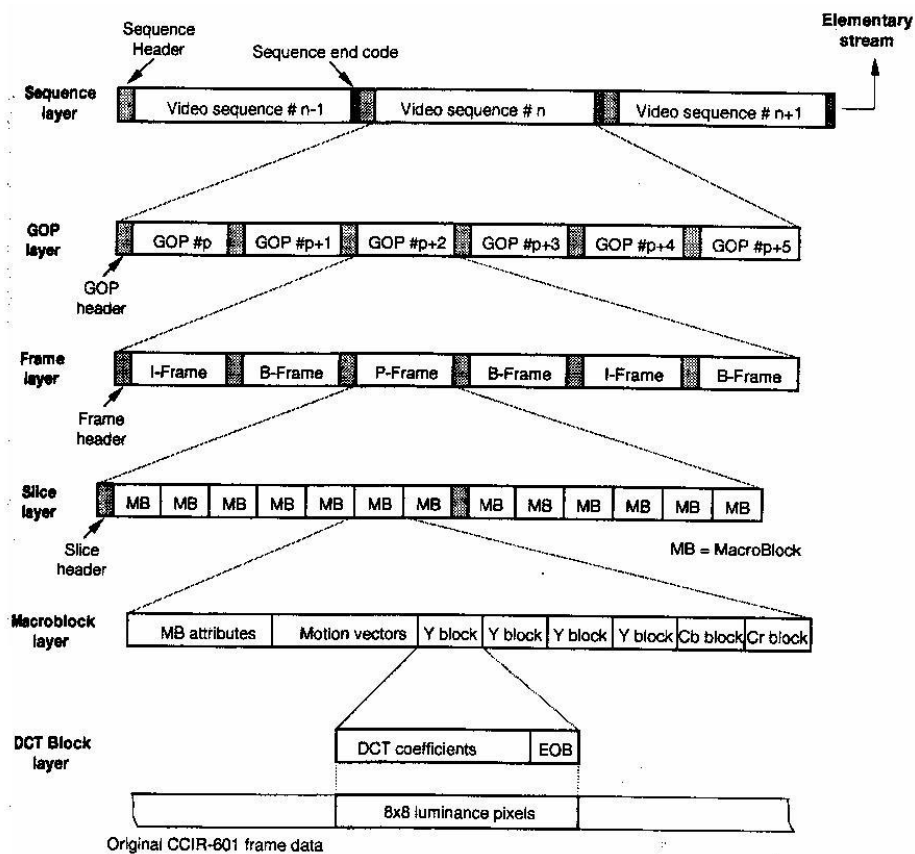 Elementary
stream
Sequence
Header
Sequence end code
Sequence
layer
Video sequence # n-1
Video sequence # n
Video sequence # n+1
GOP
layer
GOP #p
GOP #p+1
GOP #p+2
GOP #p+3
GOP #p+4
GOP #p+5
GOP
header
Frame
layer
I-Frame
B-Frame
P-Frame
B-Frame
I-Frame
B-Frame
Frame
header
Slice
layer
MB MB MB MB MB MB MB MB MB MB MB MB MB
Slice
header
MB = MacroBlock
Macroblock
layer
MB attributes
Motion vectors
Y block
Y block
Y block
Y block
Cb block
Cr block
DCT Block
layer
DCT coefficients
EOB
8x8 luminance pixels
Original CCIR-601 frame data